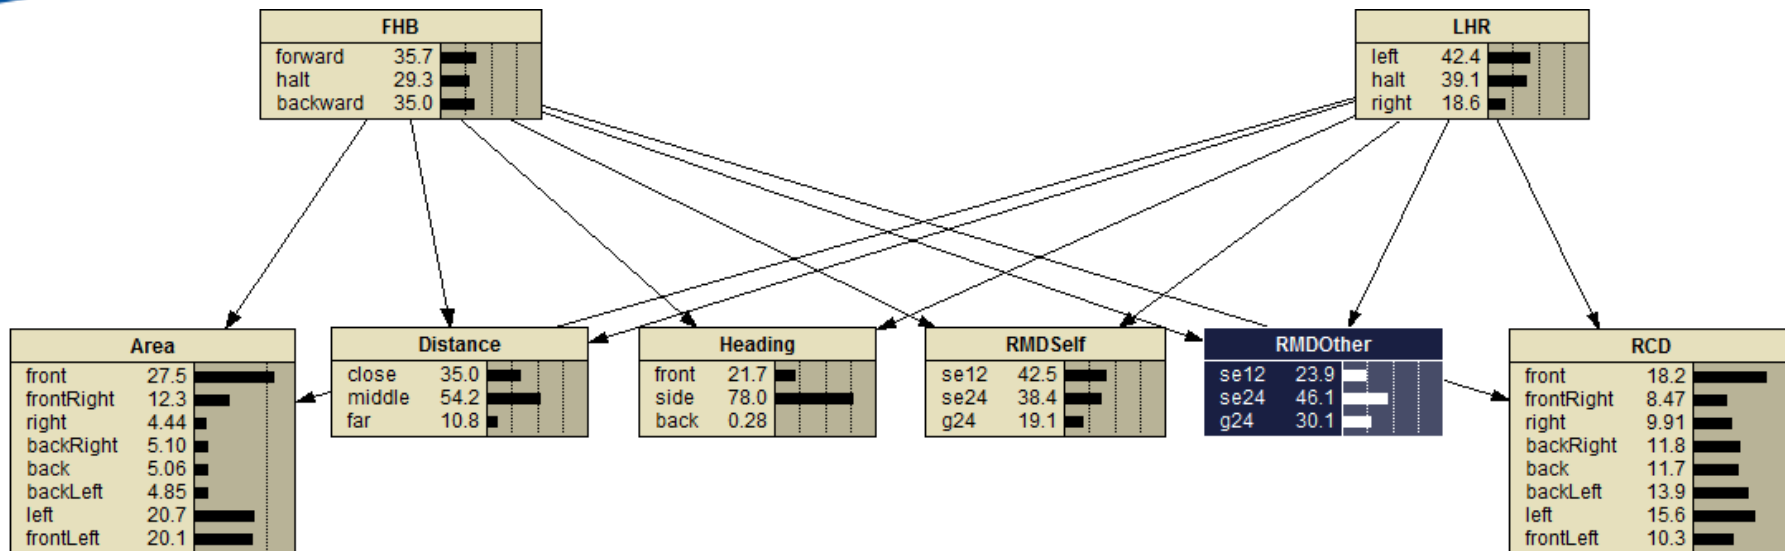 FHB
forward 35.7
halt 29.3
backward 35.0
LHR
left 42.4
halt 39.1
right 18.6
Area
front 27.5
frontRight 12.3
right 4.44
backRight 5.10
back 5.06
backLeft 4.85
left 20.7
frontLeft 20.1
Distance
close 35.0
middle 54.2
far 10.8
Heading
front 21.7
side 78.0
back 0.28
RMDSelf
se12 42.5
se24 38.4
g24 19.1
RMDOther
se12 23.9
se24 46.1
g24 30.1
RCD
front 18.2
frontRight 8.47
right 9.91
backRight 11.8
back 11.7
backLeft 13.9
left 15.6
frontLeft 10.3